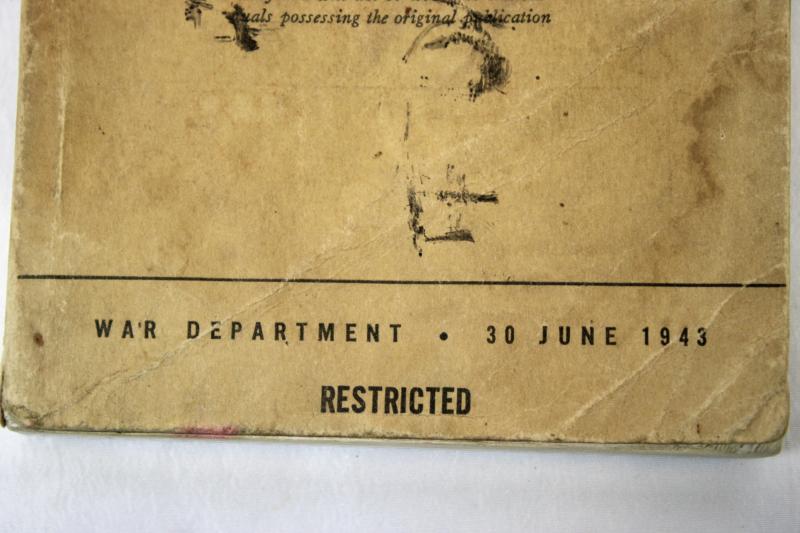 uals possessing the original publication
WAR DEPARTMENT • 30 JUNE 1943
RESTRICTED